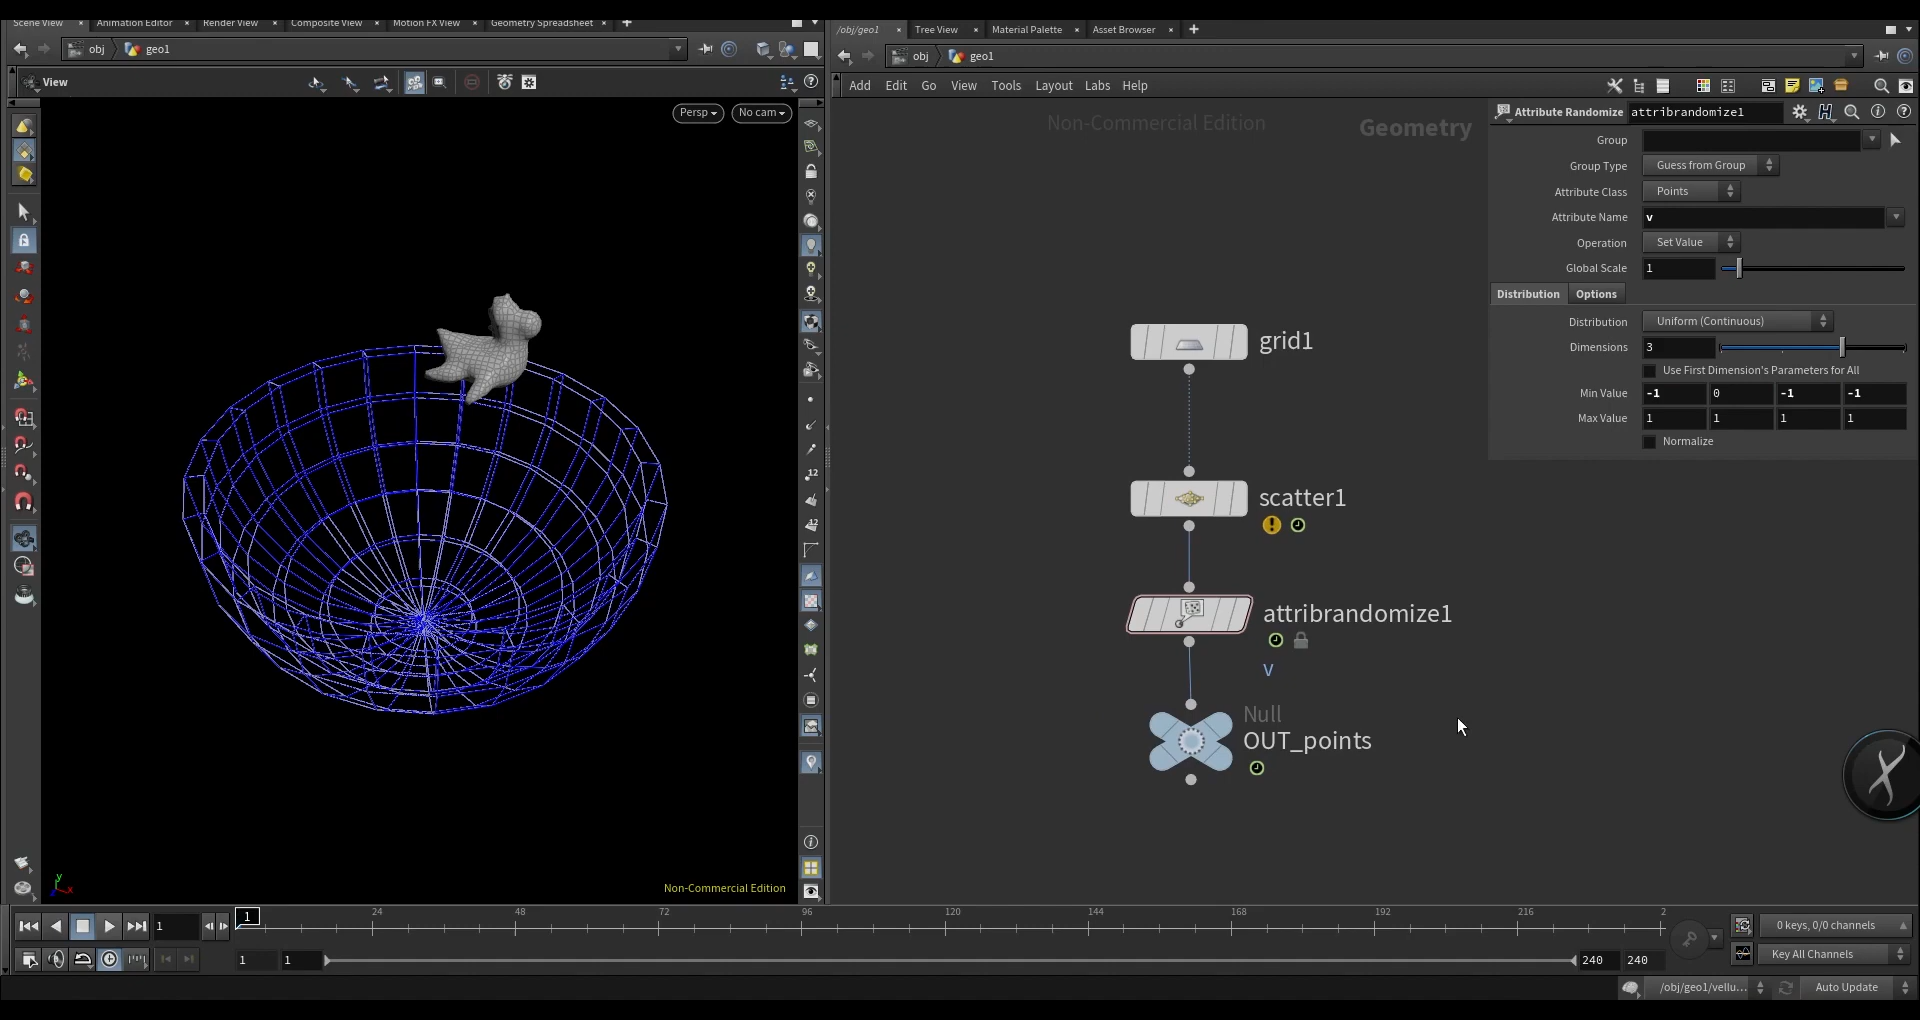 Scene View
Animation Editor
Render View
Composite View
Motion FX View
Geometry Spreadsheet
obj
geo1
View
Persp
No cam
12
12
y
x
z
Non-Commercial Edition
/obj/geo1
Tree View
Material Palette
Asset Browser
obj
geo1
Add Edit Go View Tools Layout Labs Help
Non-Commercial Edition
Geometry
Attribute Randomize attribrandomize1
Group
Group Type Guess from Group
Attribute Class Points
Attribute Name v
Operation Set Value
Global Scale 1
Distribution Options
Distribution Uniform (Continuous)
Dimensions 3
Use First Dimension's Parameters for All
Min Value -1 0 -1 -1
Max Value 1 1 1 1
Normalize
grid1
scatter1
attribrandomize1
v
Null
OUT_points
1
1 24 48 72 96 120 144 168 192 216 2
1 1 240 240
0 keys, 0/0 channels
Key All Channels
/obj/geo1/vellu...
Auto Update